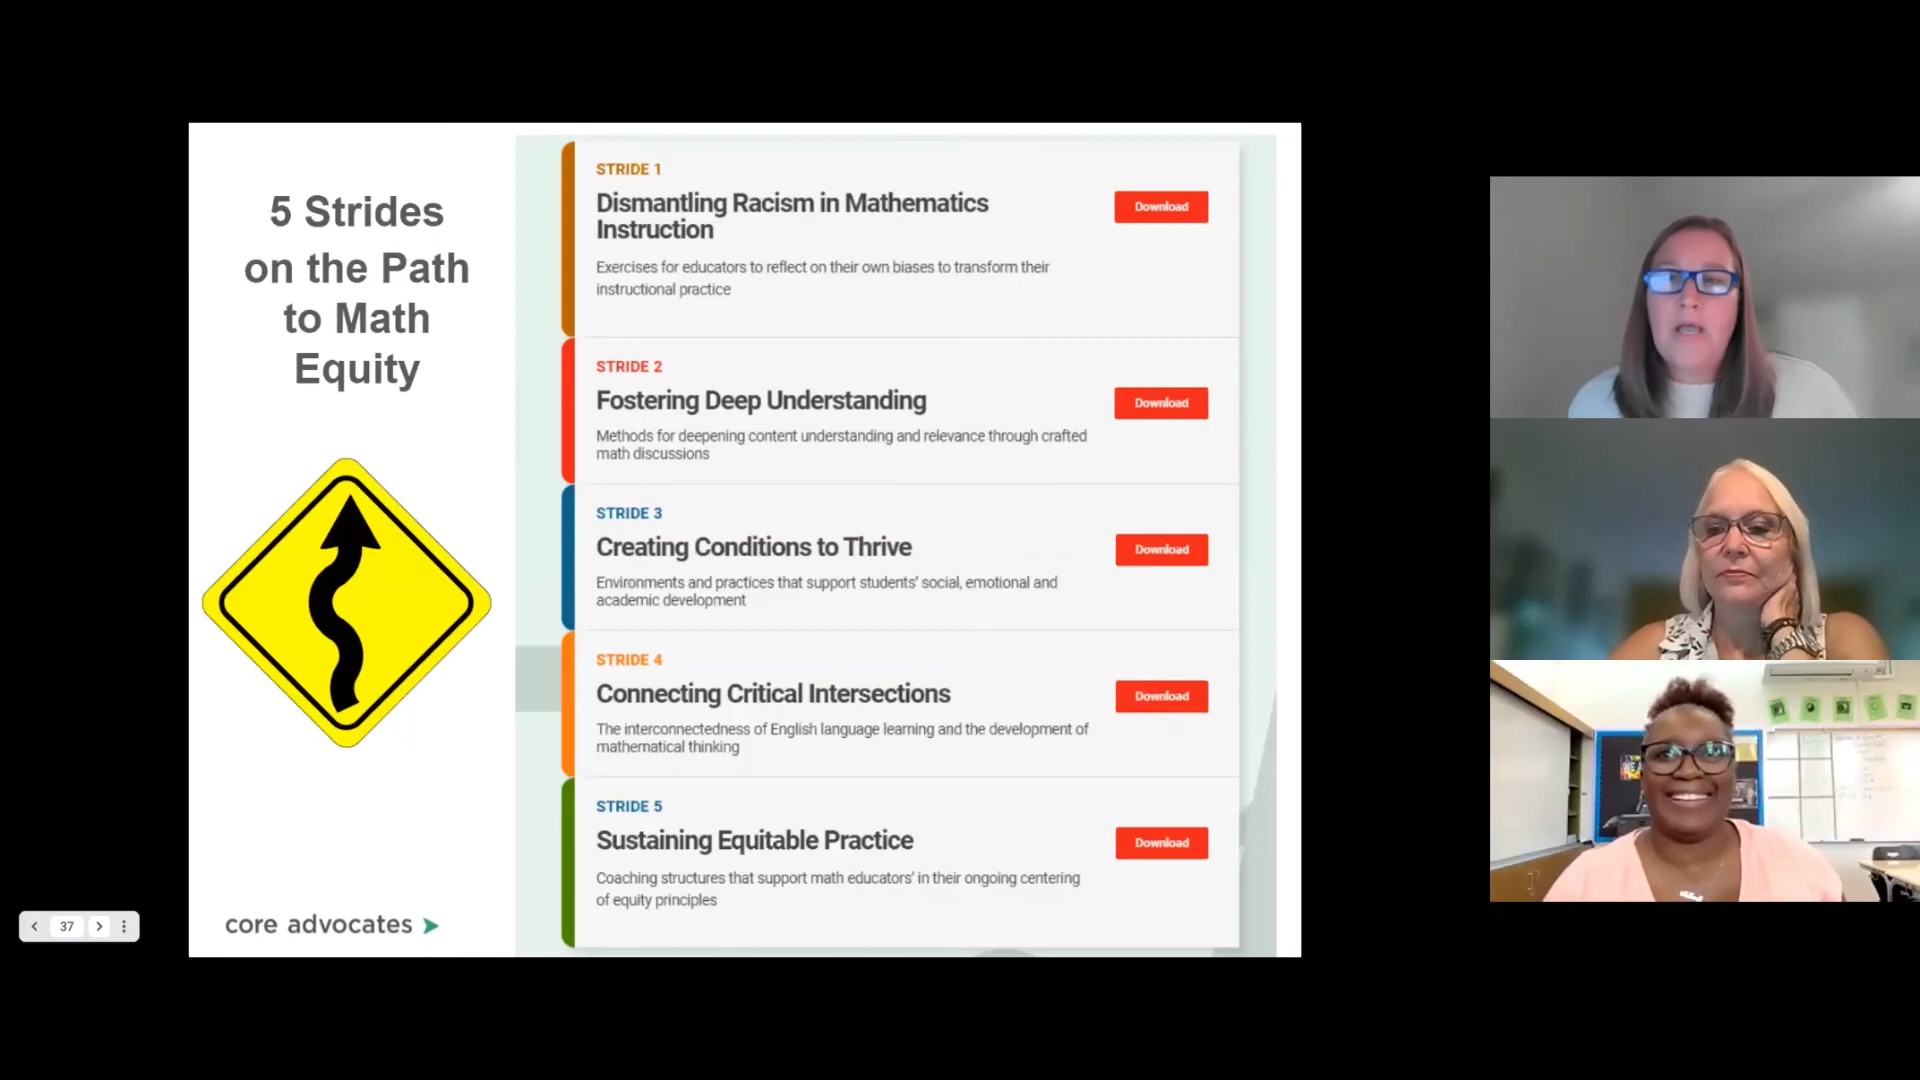 5 Strides
on the Path
to Math
Equity
STRIDE 1
Dismantling Racism in Mathematics
Instruction
Download
Exercises for educators to reflect on their own biases to transform their
instructional practice
STRIDE 2
Fostering Deep Understanding
Download
Methods for deepening content understanding and relevance through crafted
math discussions
STRIDE 3
Creating Conditions to Thrive
Download
Environments and practices that support students' social, emotional and
academic development
STRIDE 4
Connecting Critical Intersections
Download
The interconnectedness of English language learning and the development of
mathematical thinking
STRIDE 5
Sustaining Equitable Practice
Download
Coaching structures that support math educators' in their ongoing centering
of equity principles
core advocates
37